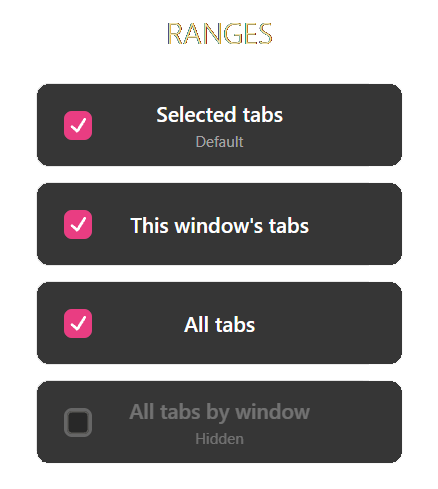 RANGES
Selected tabs
Default
This window's tabs
All tabs
All tabs by window
Hidden